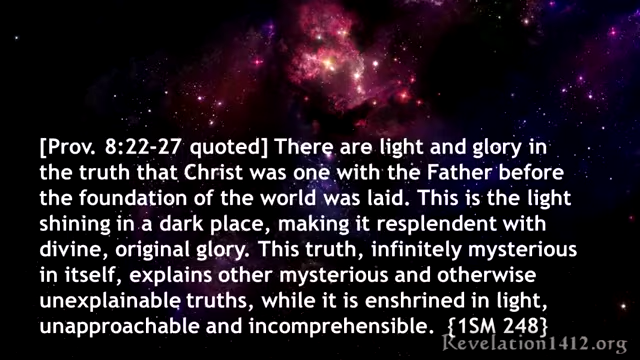 [Prov. 8:22-27 quoted] There are light and glory in
the truth that Christ was one with the Father before
the foundation of the world was laid. This is the light
shining in a dark place, making it resplendent with
divine, original glory. This truth, infinitely mysterious
in itself, explains other mysterious and otherwise
unexplainable truths, while it is enshrined in light,
unapproachable and incomprehensible. {1SM 248}
Revelation1412.org